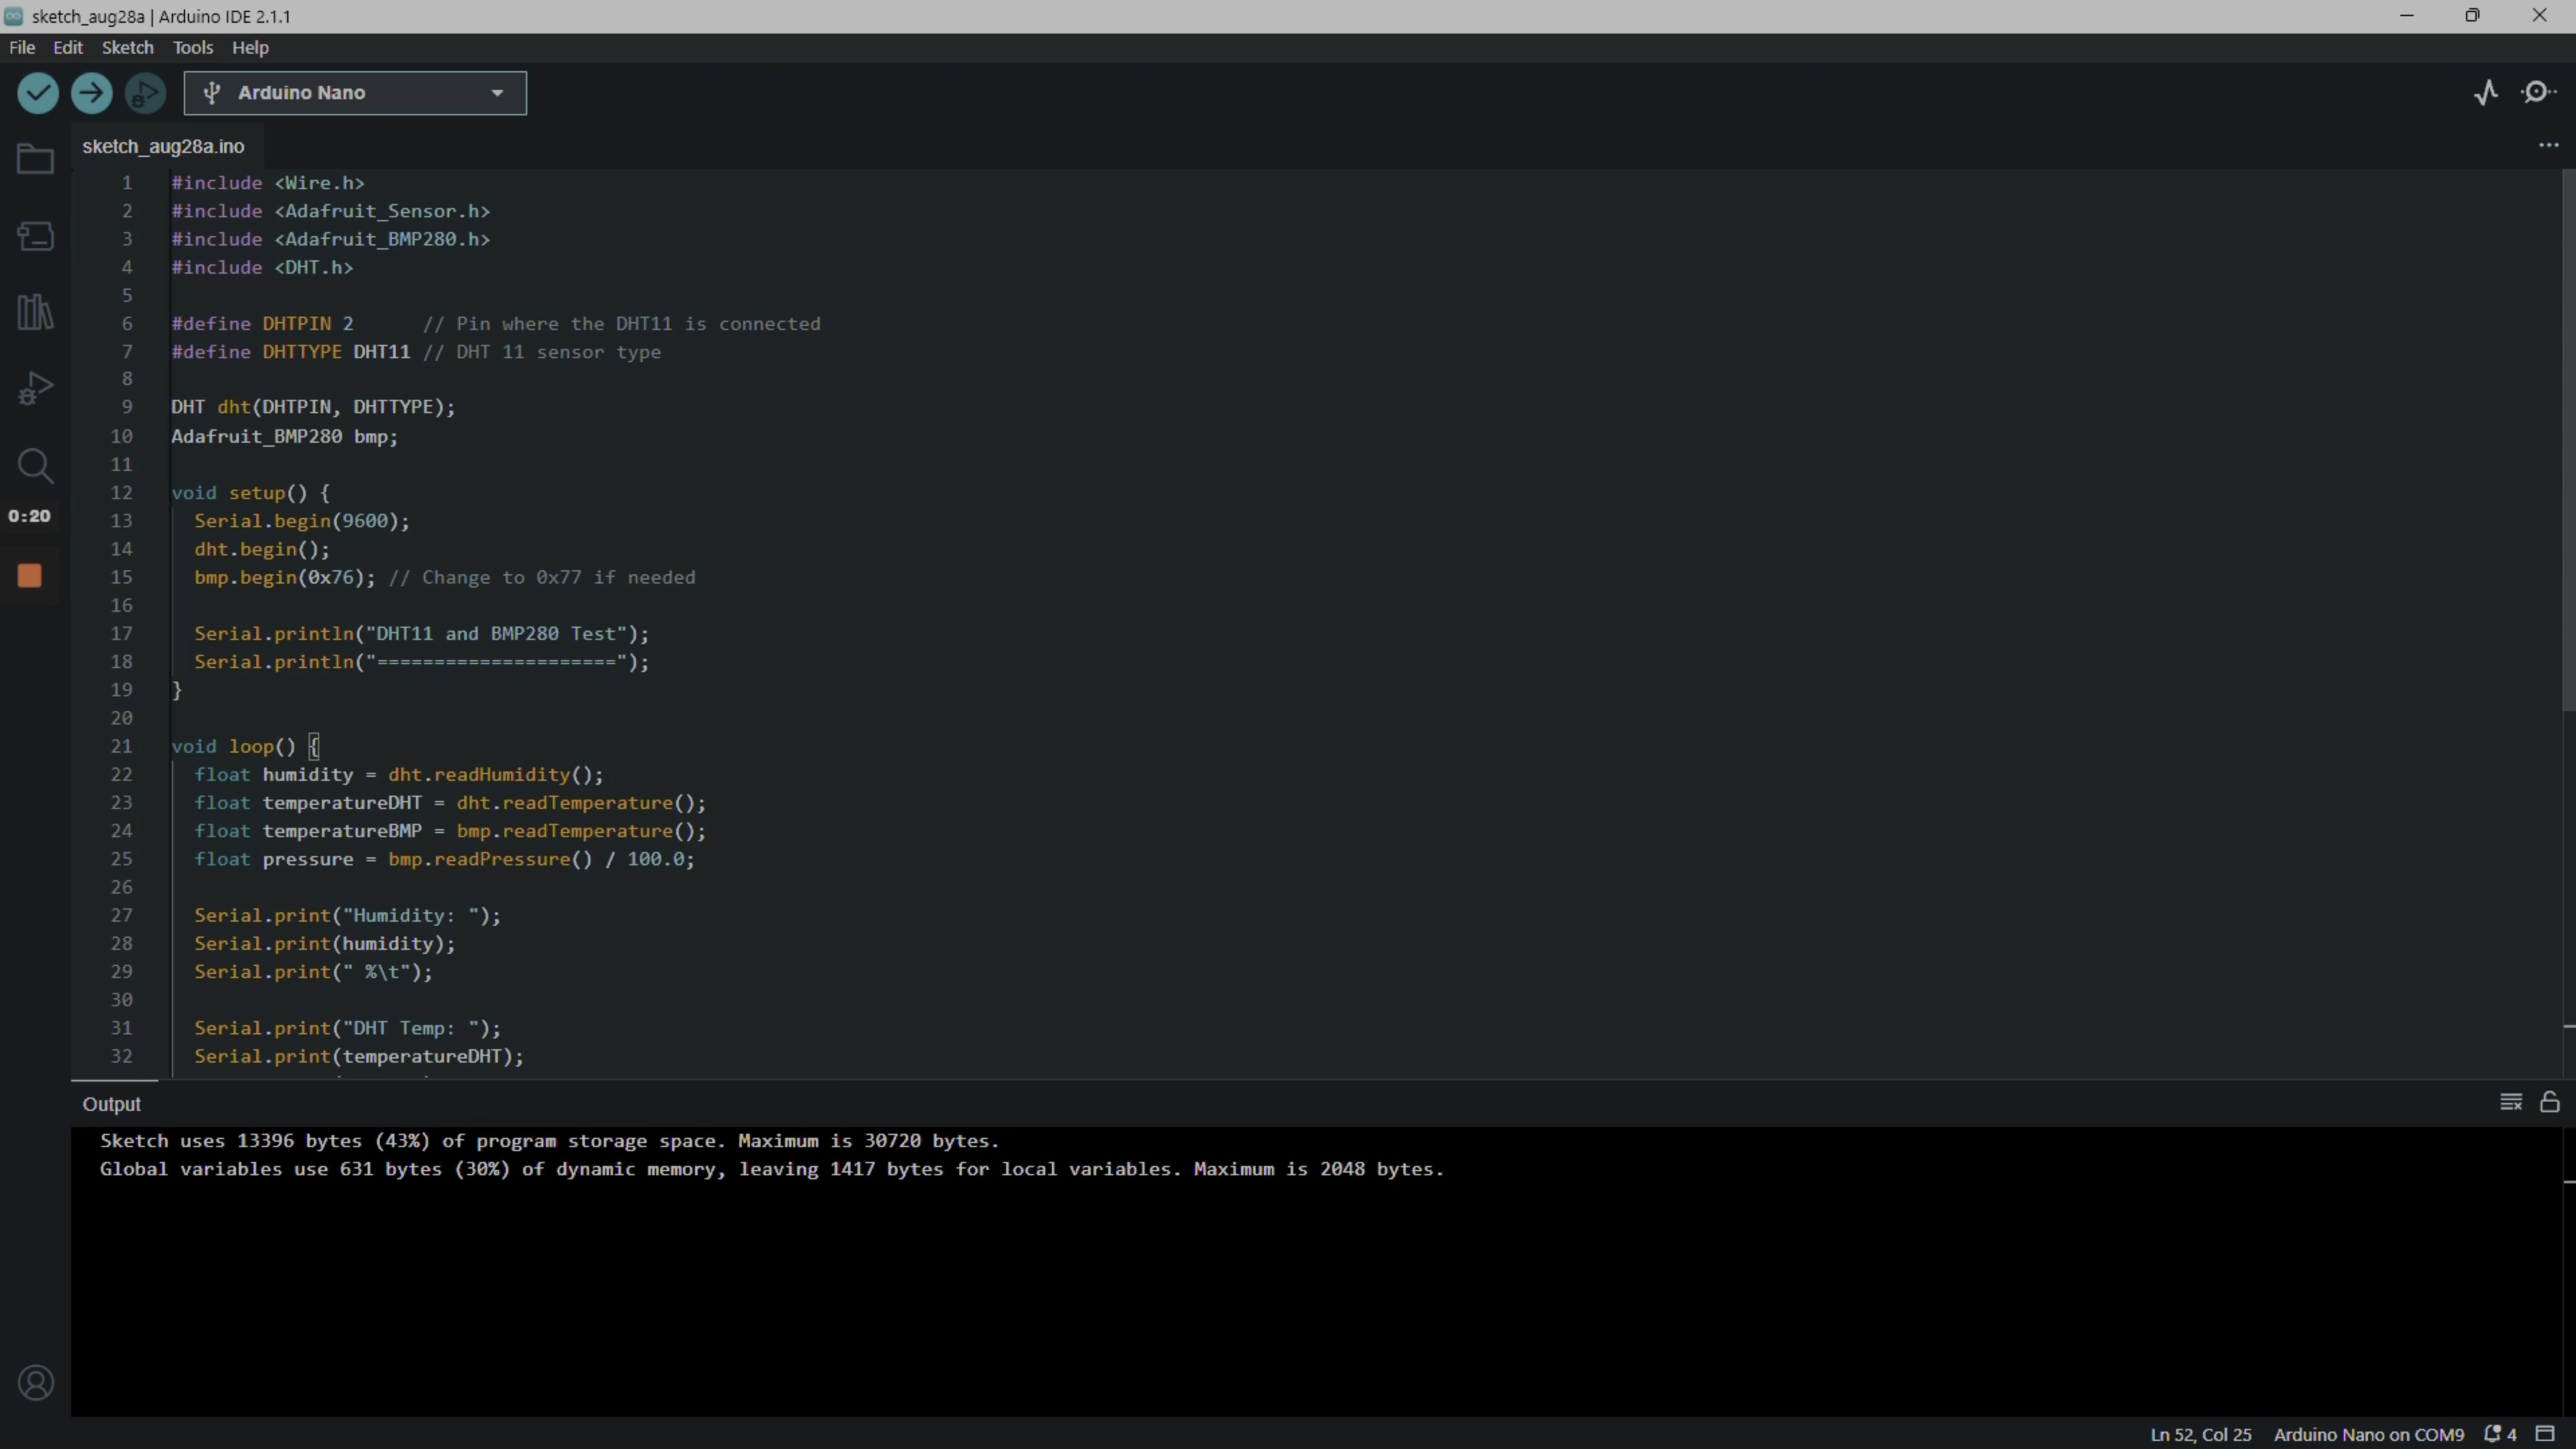 sketch_aug28a | Arduino IDE 2.1.1
File Edit Sketch Tools Help
Arduino Nano
sketch_aug28a.ino
1 #include <Wire.h>
2 #include <Adafruit_Sensor.h>
3 #include <Adafruit_BMP280.h>
4 #include <DHT.h>
5
6 #define DHTPIN 2      // Pin where the DHT11 is connected
7 #define DHTTYPE DHT11 // DHT 11 sensor type
8
9 DHT dht(DHTPIN, DHTTYPE);
10 Adafruit_BMP280 bmp;
11
12 void setup() {
0:20
13   Serial.begin(9600);
14   dht.begin();
15   bmp.begin(0x76); // Change to 0x77 if needed
16
17   Serial.println("DHT11 and BMP280 Test");
18   Serial.println("=====================");
19 }
20
21 void loop() {
22   float humidity = dht.readHumidity();
23   float temperatureDHT = dht.readTemperature();
24   float temperatureBMP = bmp.readTemperature();
25   float pressure = bmp.readPressure() / 100.0;
26
27   Serial.print("Humidity: ");
28   Serial.print(humidity);
29   Serial.print(" %\t");
30
31   Serial.print("DHT Temp: ");
32   Serial.print(temperatureDHT);
Output
Sketch uses 13396 bytes (43%) of program storage space. Maximum is 30720 bytes.
Global variables use 631 bytes (30%) of dynamic memory, leaving 1417 bytes for local variables. Maximum is 2048 bytes.
Ln 52, Col 25 Arduino Nano on COM9 4